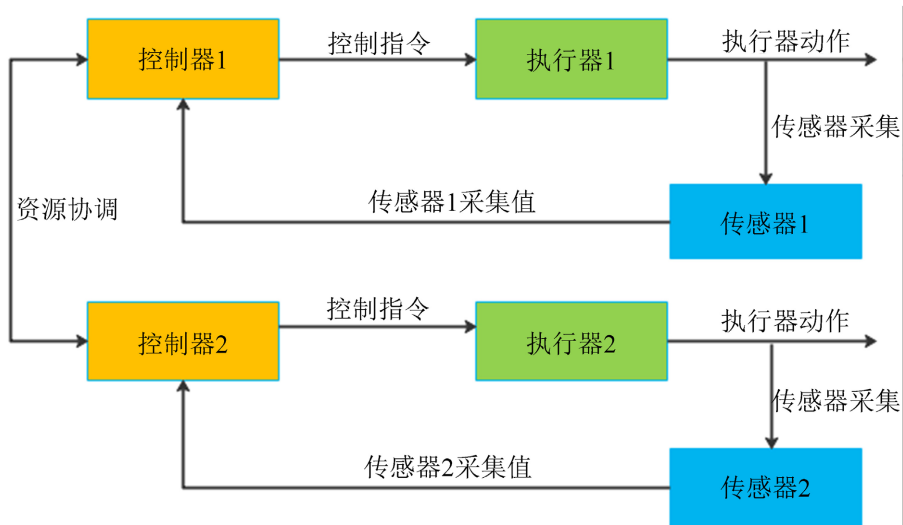 控制器1
控制指令
执行器1
执行器动作
传感器采集
传感器1采集值
传感器1
资源协调
控制器2
控制指令
执行器2
执行器动作
传感器采集
传感器2采集值
传感器2